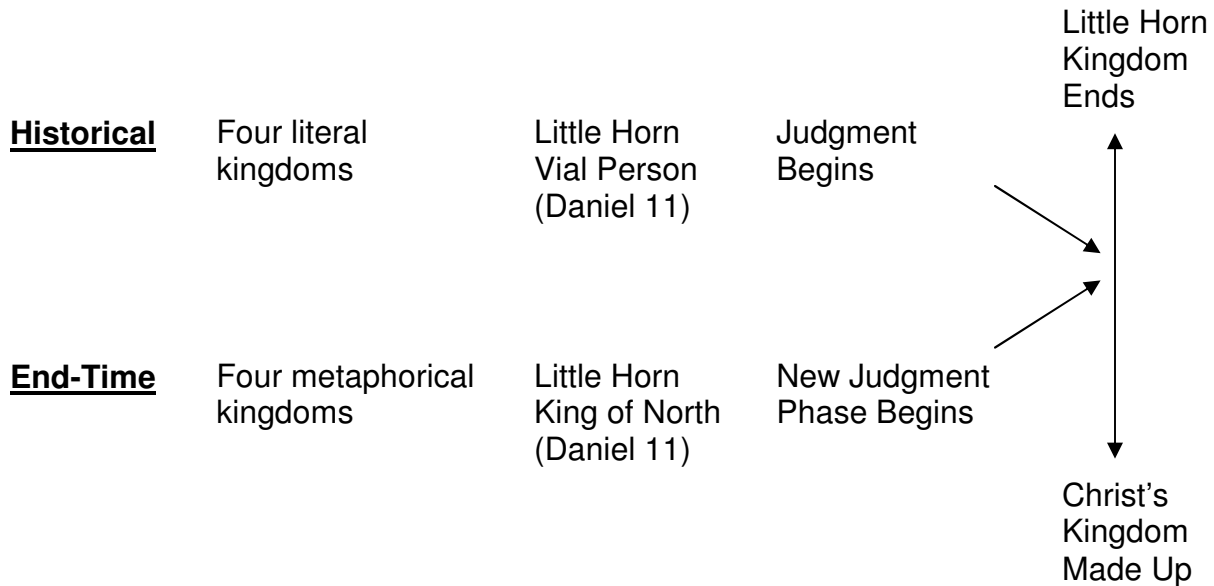 Little Horn
Kingdom
Ends
Historical
Four literal
kingdoms
Little Horn
Vial Person
(Daniel 11)
Judgment
Begins
End-Time
Four metaphorical
kingdoms
Little Horn
King of North
(Daniel 11)
New Judgment
Phase Begins
Christ’s
Kingdom
Made Up